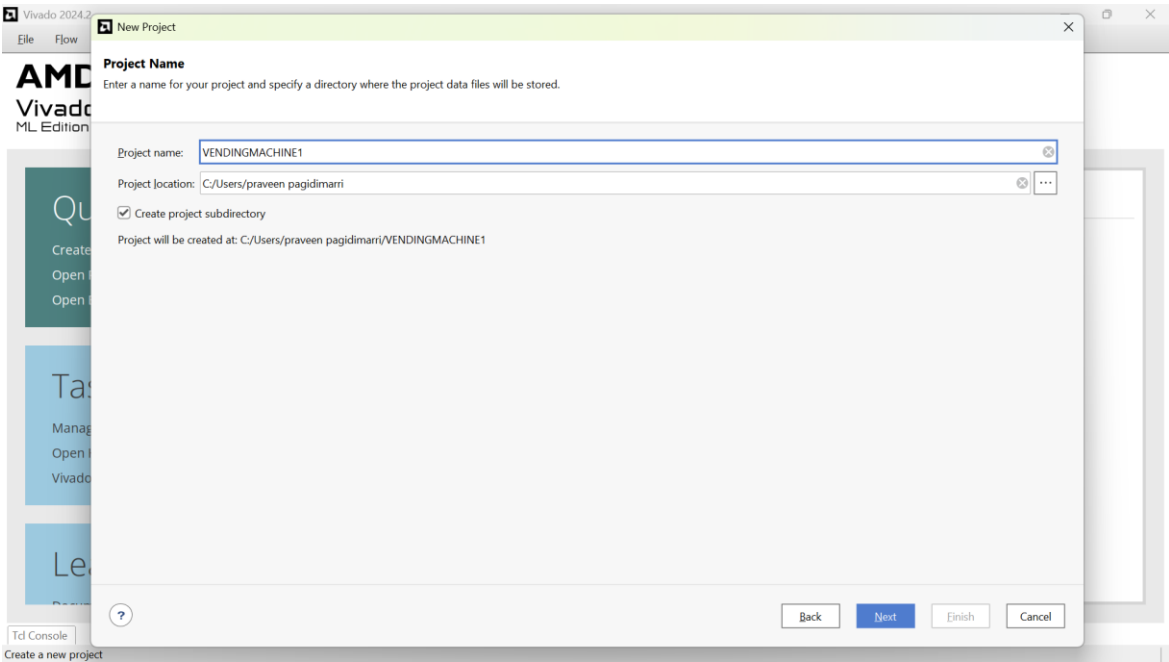 Vivado 2024.2
File Flow
New Project
Project Name
Enter a name for your project and specify a directory where the project data files will be stored.
AMD
Vivado
ML Edition
Project name: VENDINGMACHINE1
Project location: C:/Users/praveen pagidimarri
...
Create project subdirectory
Project will be created at: C:/Users/praveen pagidimarri/VENDINGMACHINE1
Qu
Create
Open
Open
Tas
Manag
Open
Vivado
Lea
? Back Next Finish Cancel
Tcl Console
Create a new project